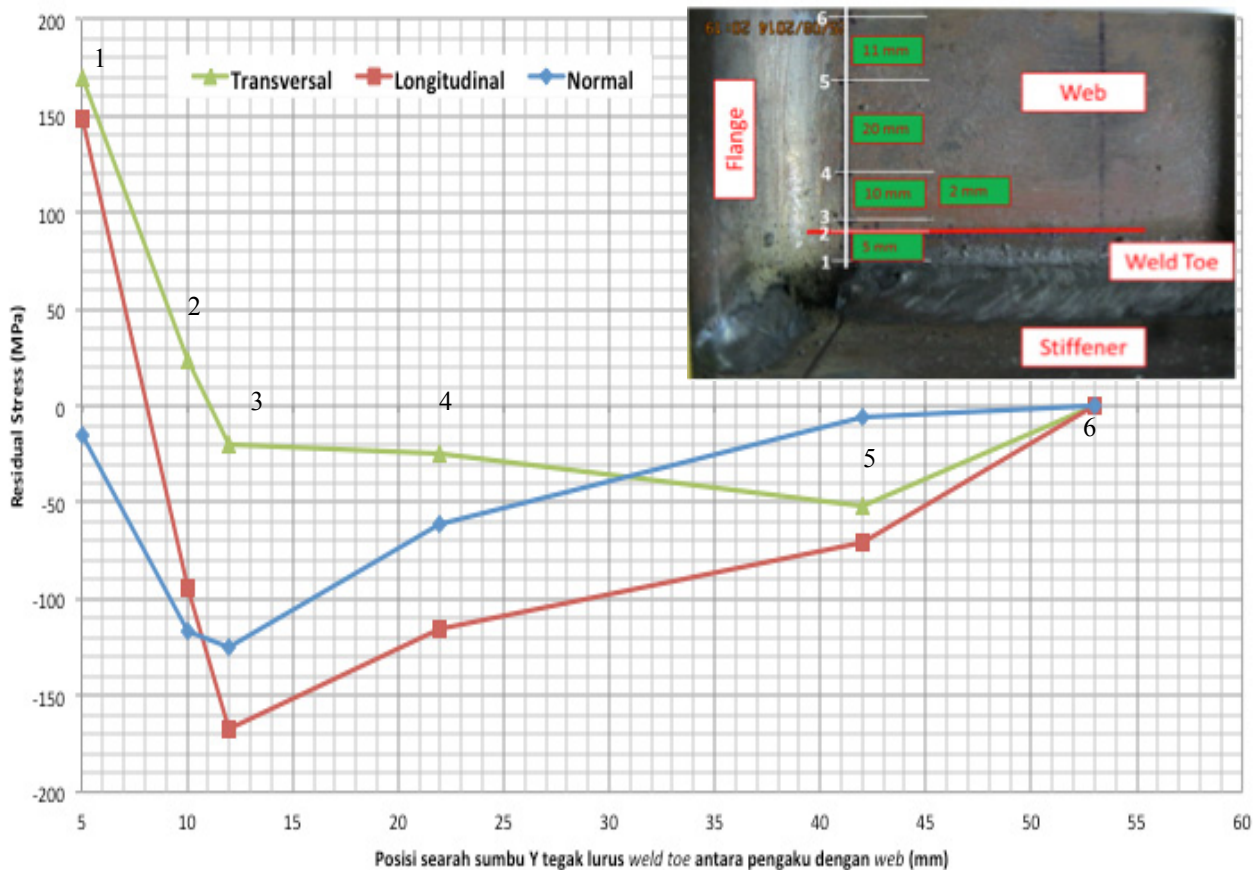 200
150
100
50
0
-50
-100
-150
-200
Residual Stress (MPa)
1
2
3
4
5
6
Transversal Longitudinal Normal
6
11 mm
5
Web
Flange
20 mm
4
10 mm 2 mm
3
2
5 mm
1
Weld Toe
Stiffener
5 10 15 20 25 30 35 40 45 50 55 60
Posisi searah sumbu Y tegak lurus weld toe antara pengaku dengan web (mm)